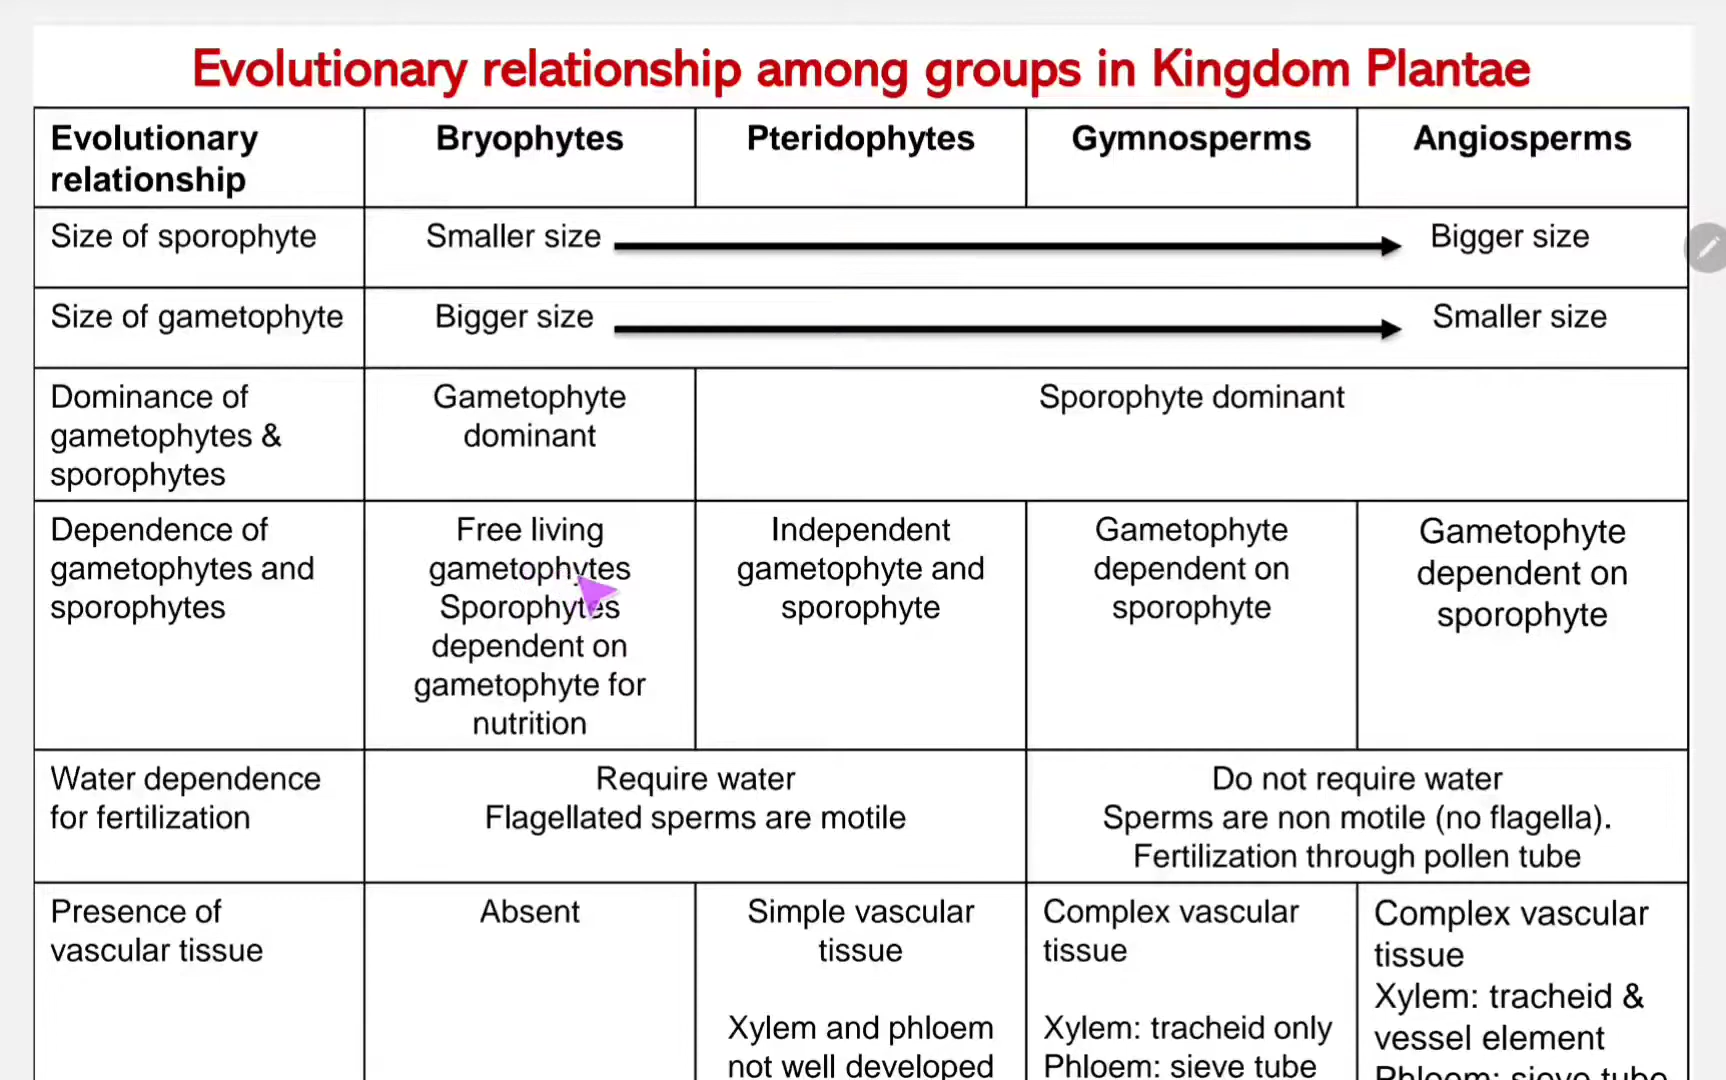 Evolutionary relationship among groups in Kingdom Plantae
Evolutionary
relationship
Bryophytes
Pteridophytes
Gymnosperms
Angiosperms
Size of sporophyte
Smaller size
Bigger size
Size of gametophyte
Bigger size
Smaller size
Dominance of
gametophytes &
sporophytes
Gametophyte
dominant
Sporophyte dominant
Dependence of
gametophytes and
sporophytes
Free living
gametophytes
Sporophytes
dependent on
gametophyte for
nutrition
Independent
gametophyte and
sporophyte
Gametophyte
dependent on
sporophyte
Gametophyte
dependent on
sporophyte
Water dependence
for fertilization
Require water
Flagellated sperms are motile
Do not require water
Sperms are non motile (no flagella).
Fertilization through pollen tube
Presence of
vascular tissue
Absent
Simple vascular
tissue
Xylem and phloem
not well developed
Complex vascular
tissue
Xylem: tracheid only
Phloem: sieve tube
Complex vascular
tissue
Xylem: tracheid &
vessel element
Phloem: sieve tube